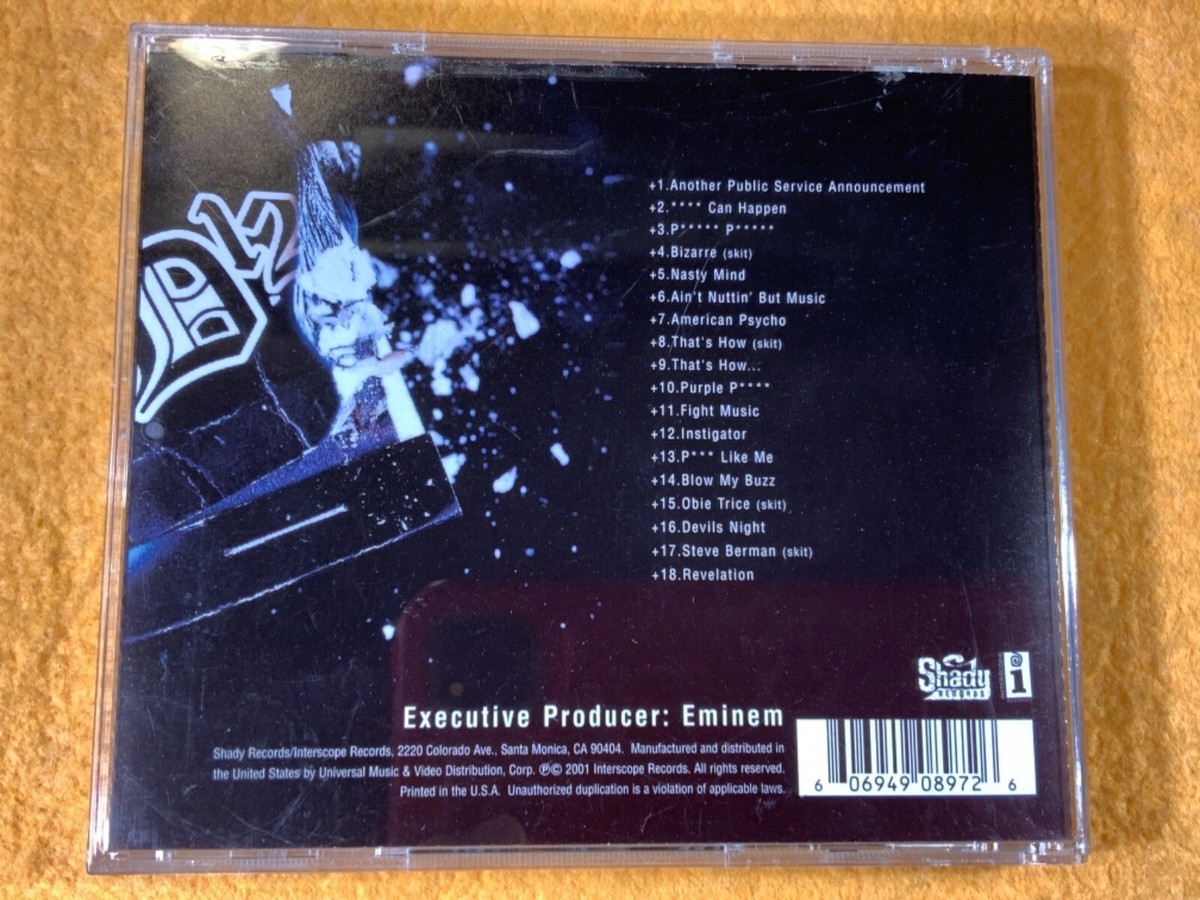 D12
+1.Another Public Service Announcement
+2.**** Can Happen
+3.P***** P*****
+4.Bizarre (skit)
+5.Nasty Mind
+6.Ain't Nuttin' But Music
+7.American Psycho
+8.That's How (skit)
+9.That's How...
+10.Purple P****
+11.Fight Music
+12.Instigator
+13.P*** Like Me
+14.Blow My Buzz
+15.Obie Trice (skit)
+16.Devils Night
+17.Steve Berman (skit)
+18.Revelation
Shady
RECORDS
i
Executive Producer: Eminem
Shady Records/Interscope Records, 2220 Colorado Ave., Santa Monica, CA 90404. Manufactured and distributed in
the United States by Universal Music & Video Distribution, Corp. ℗© 2001 Interscope Records. All rights reserved.
Printed in the U.S.A. Unauthorized duplication is a violation of applicable laws.
6 06949 08972 6